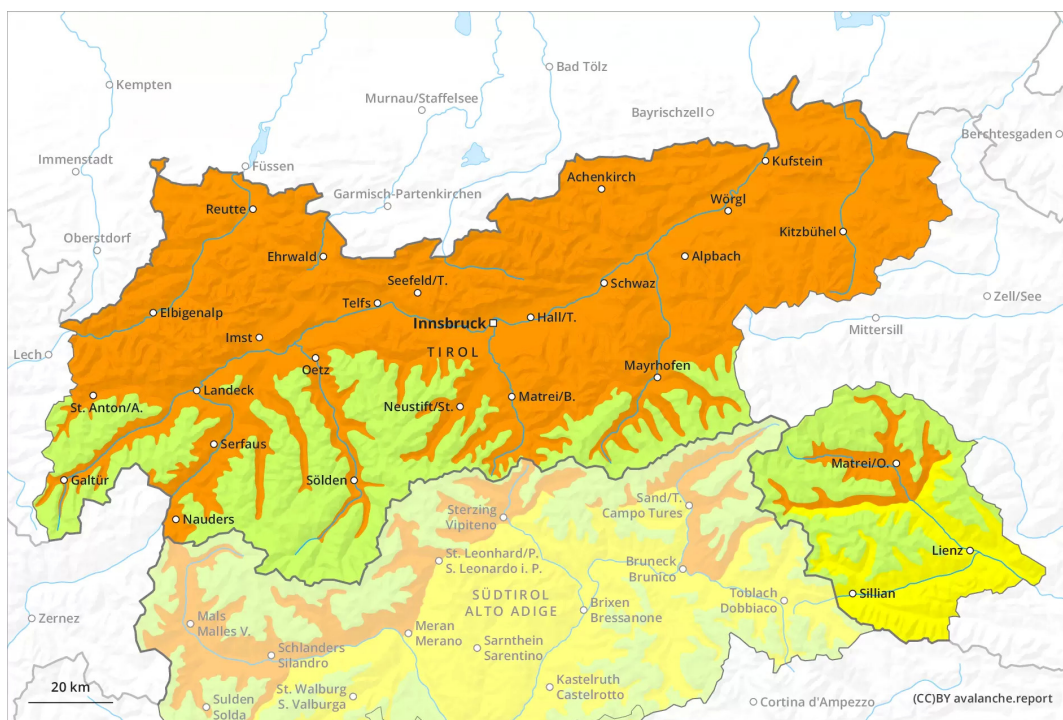 Bad Tölz
Kempten
Murnau/Staffelsee
Bayrischzell
Berchtesgaden
Immenstadt
Füssen
Kufstein
Achenkirch
Garmisch-Partenkirchen
Reutte
Wörgl
Oberstdorf
Kitzbühel
Ehrwald
Alpbach
Seefeld/T.
Schwaz
Zell/See
Telfs
Elbigenalp
Innsbruck
Hall/T.
Mittersill
Imst
Lech
TIROL
Oetz
Mayrhofen
Landeck
St. Anton/A.
Neustift/St.
Matrei/B.
Serfaus
Matrei/O.
Galtür
Sölden
Sand/T.
Campo Tures
Sterzing
Vipiteno
Nauders
Lienz
St. Leonhard/P.
S. Leonardo i. P.
Bruneck
Brunico
Sillian
SÜDTIROL
ALTO ADIGE
Toblach
Dobbiaco
Brixen
Bressanone
Zernez
Mals
Malles V.
Meran
Merano
Sarnthein
Sarentino
Schlanders
Silandro
Kastelruth
Castelrotto
20 km
St. Walburg
S. Valburga
Sulden
Solda
Cortina d'Ampezzo
(CC)BY avalanche.report